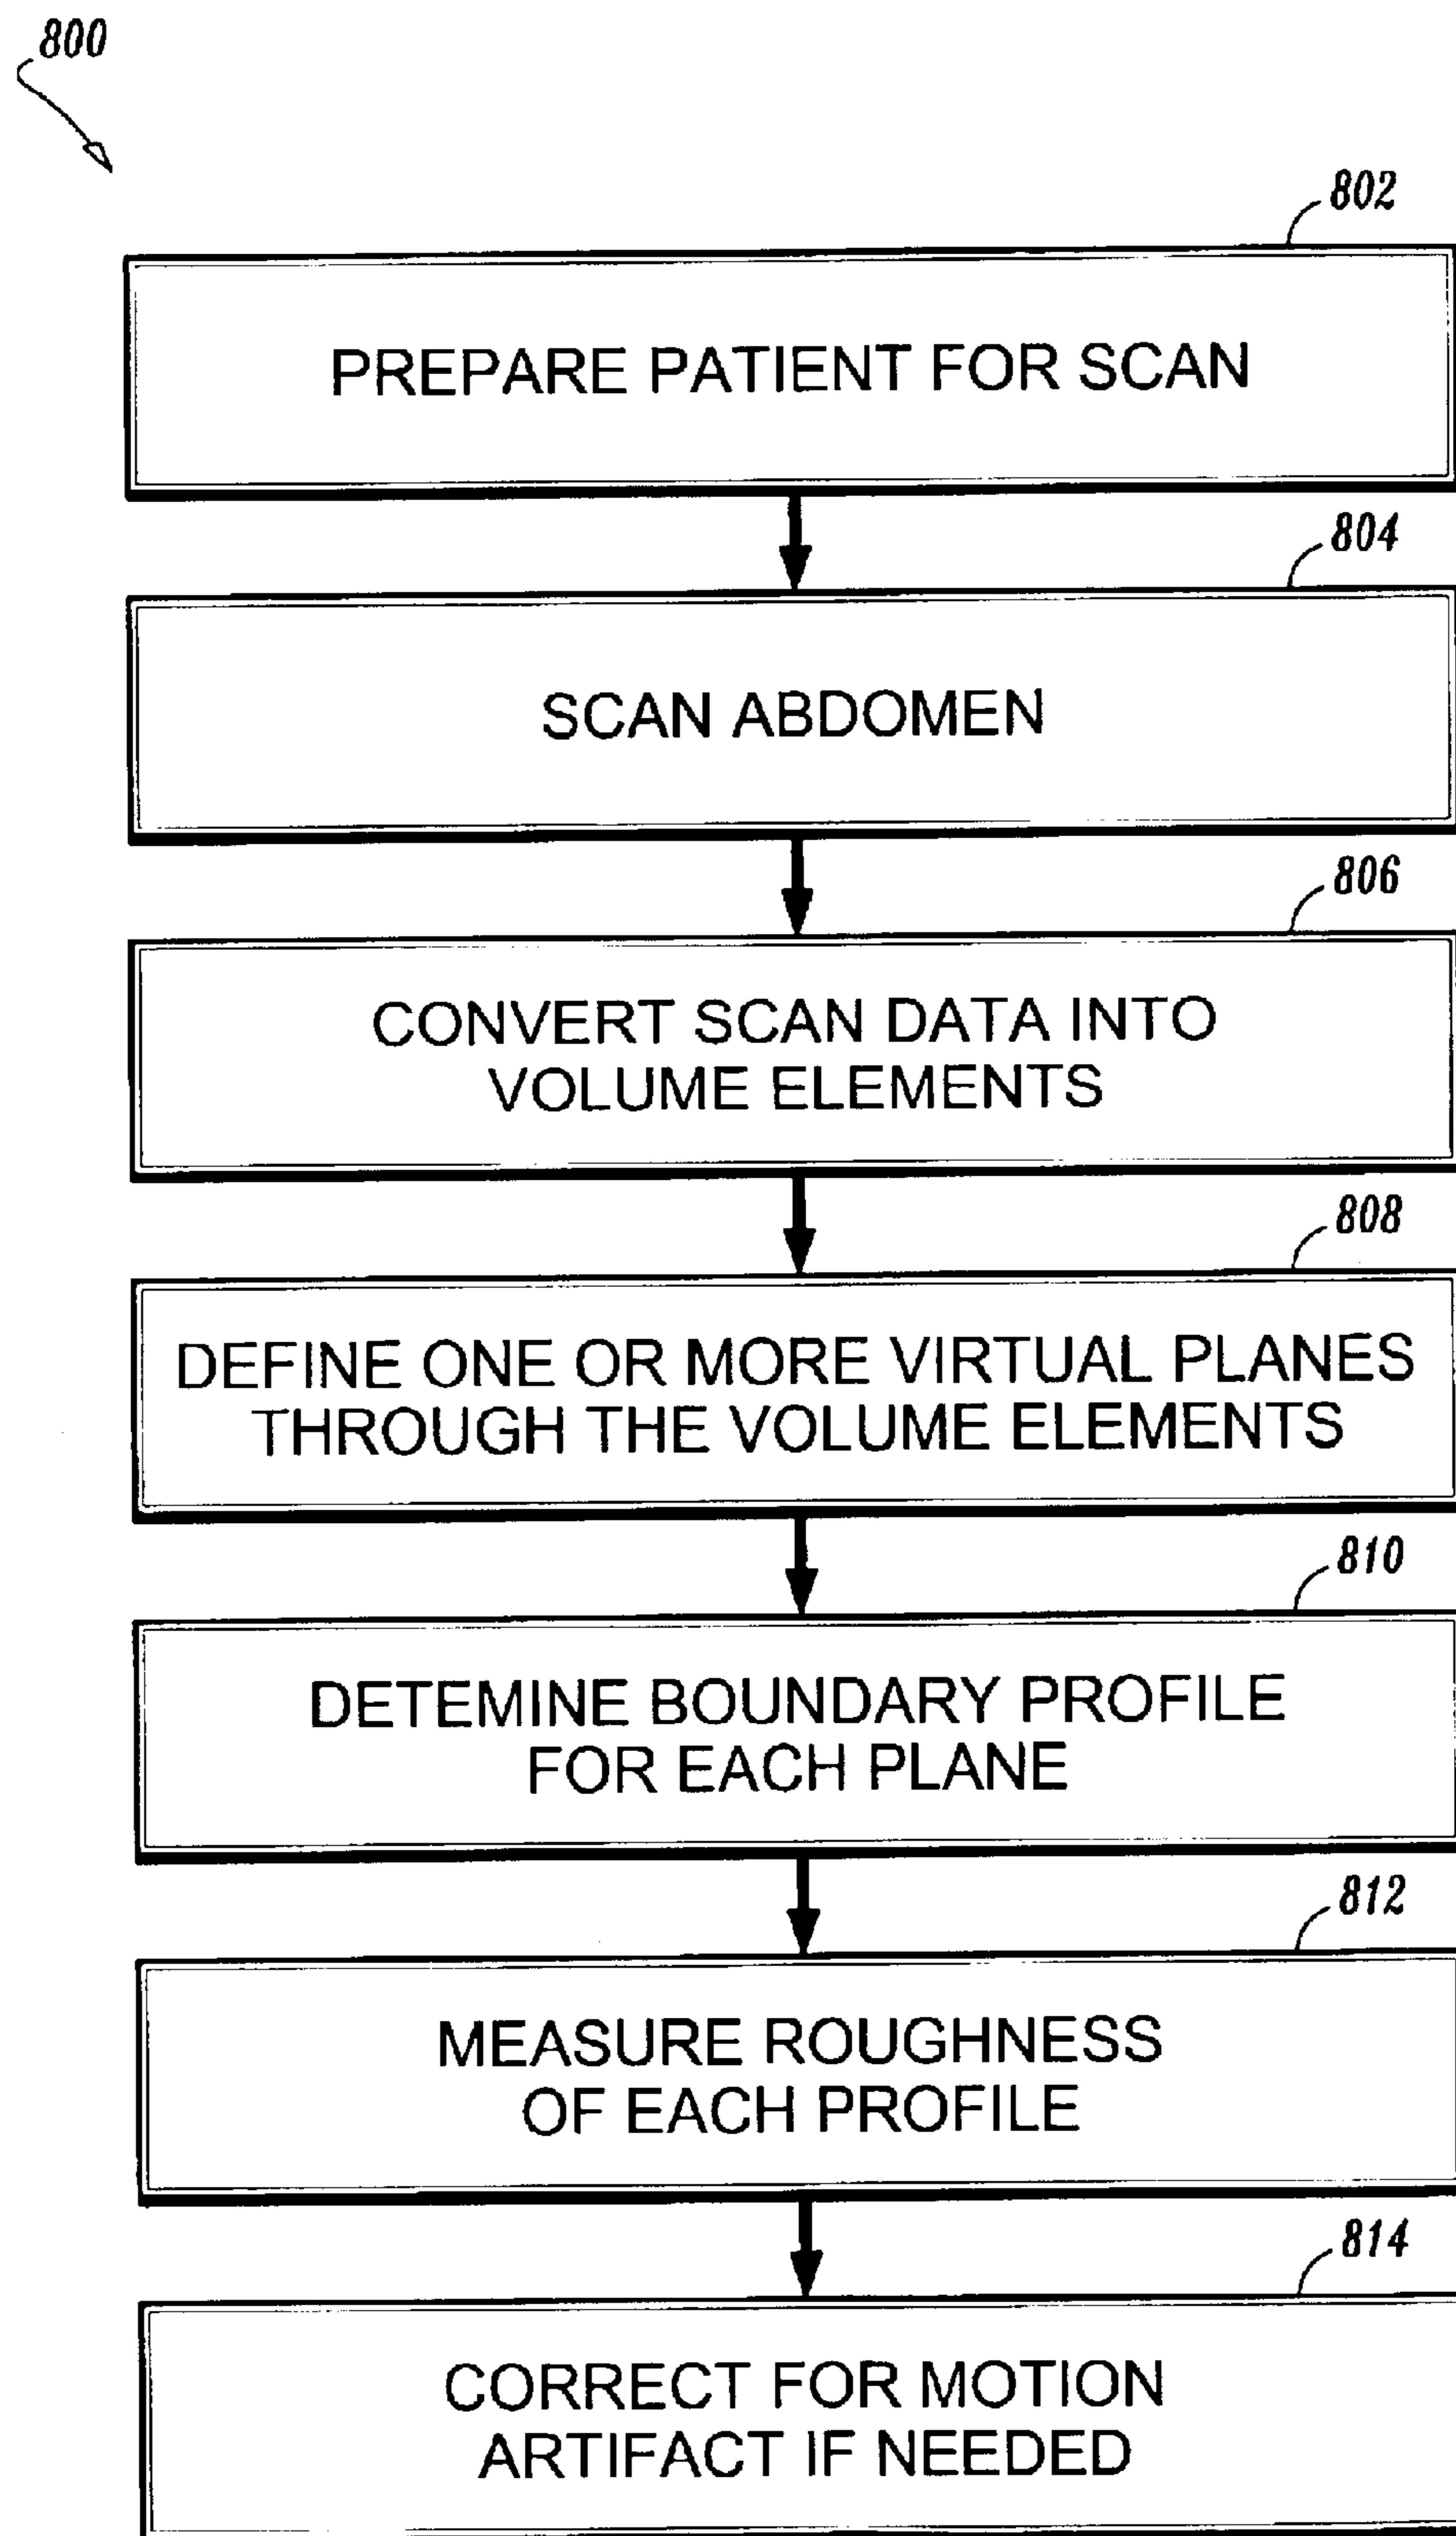 800
802
PREPARE PATIENT FOR SCAN
804
SCAN ABDOMEN
806
CONVERT SCAN DATA INTO
VOLUME ELEMENTS
808
DEFINE ONE OR MORE VIRTUAL PLANES
THROUGH THE VOLUME ELEMENTS
810
DETEMINE BOUNDARY PROFILE
FOR EACH PLANE
812
MEASURE ROUGHNESS
OF EACH PROFILE
814
CORRECT FOR MOTION
ARTIFACT IF NEEDED